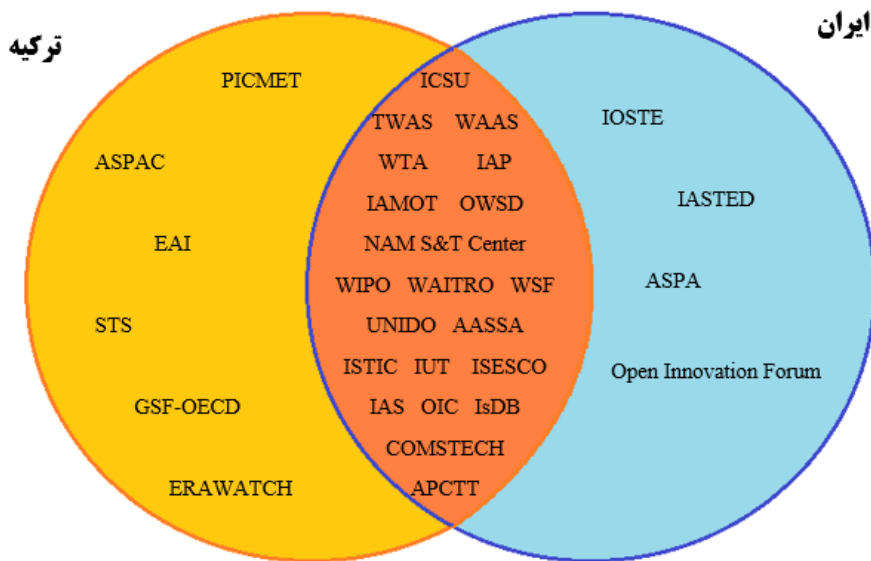 ایران
ترکیه
PICMET
ASPAC
EAI
STS
GSF-OECD
ERAWATCH
ICSU
TWAS WAAS
WTA IAP
IAMOT OWSD
NAM S&T Center
WIPO WAITRO WSF
UNIDO AASSA
ISTIC IUT ISESCO
IAS OIC IsDB
COMSTECH
APCTT
IOSTE
IASTED
ASPA
Open Innovation Forum